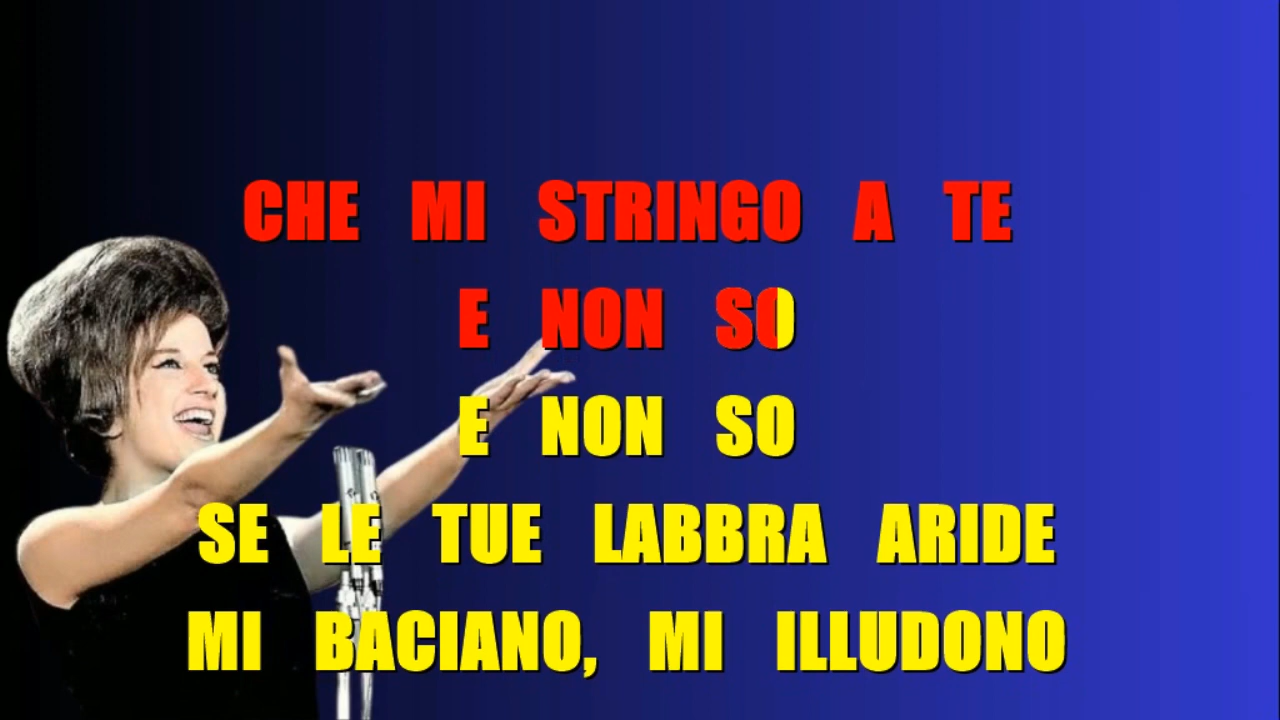 CHE MI STRINGO A TE
E NON SO
E NON SO
SE LE TUE LABBRA ARIDE
MI BACIANO, MI ILLUDONO